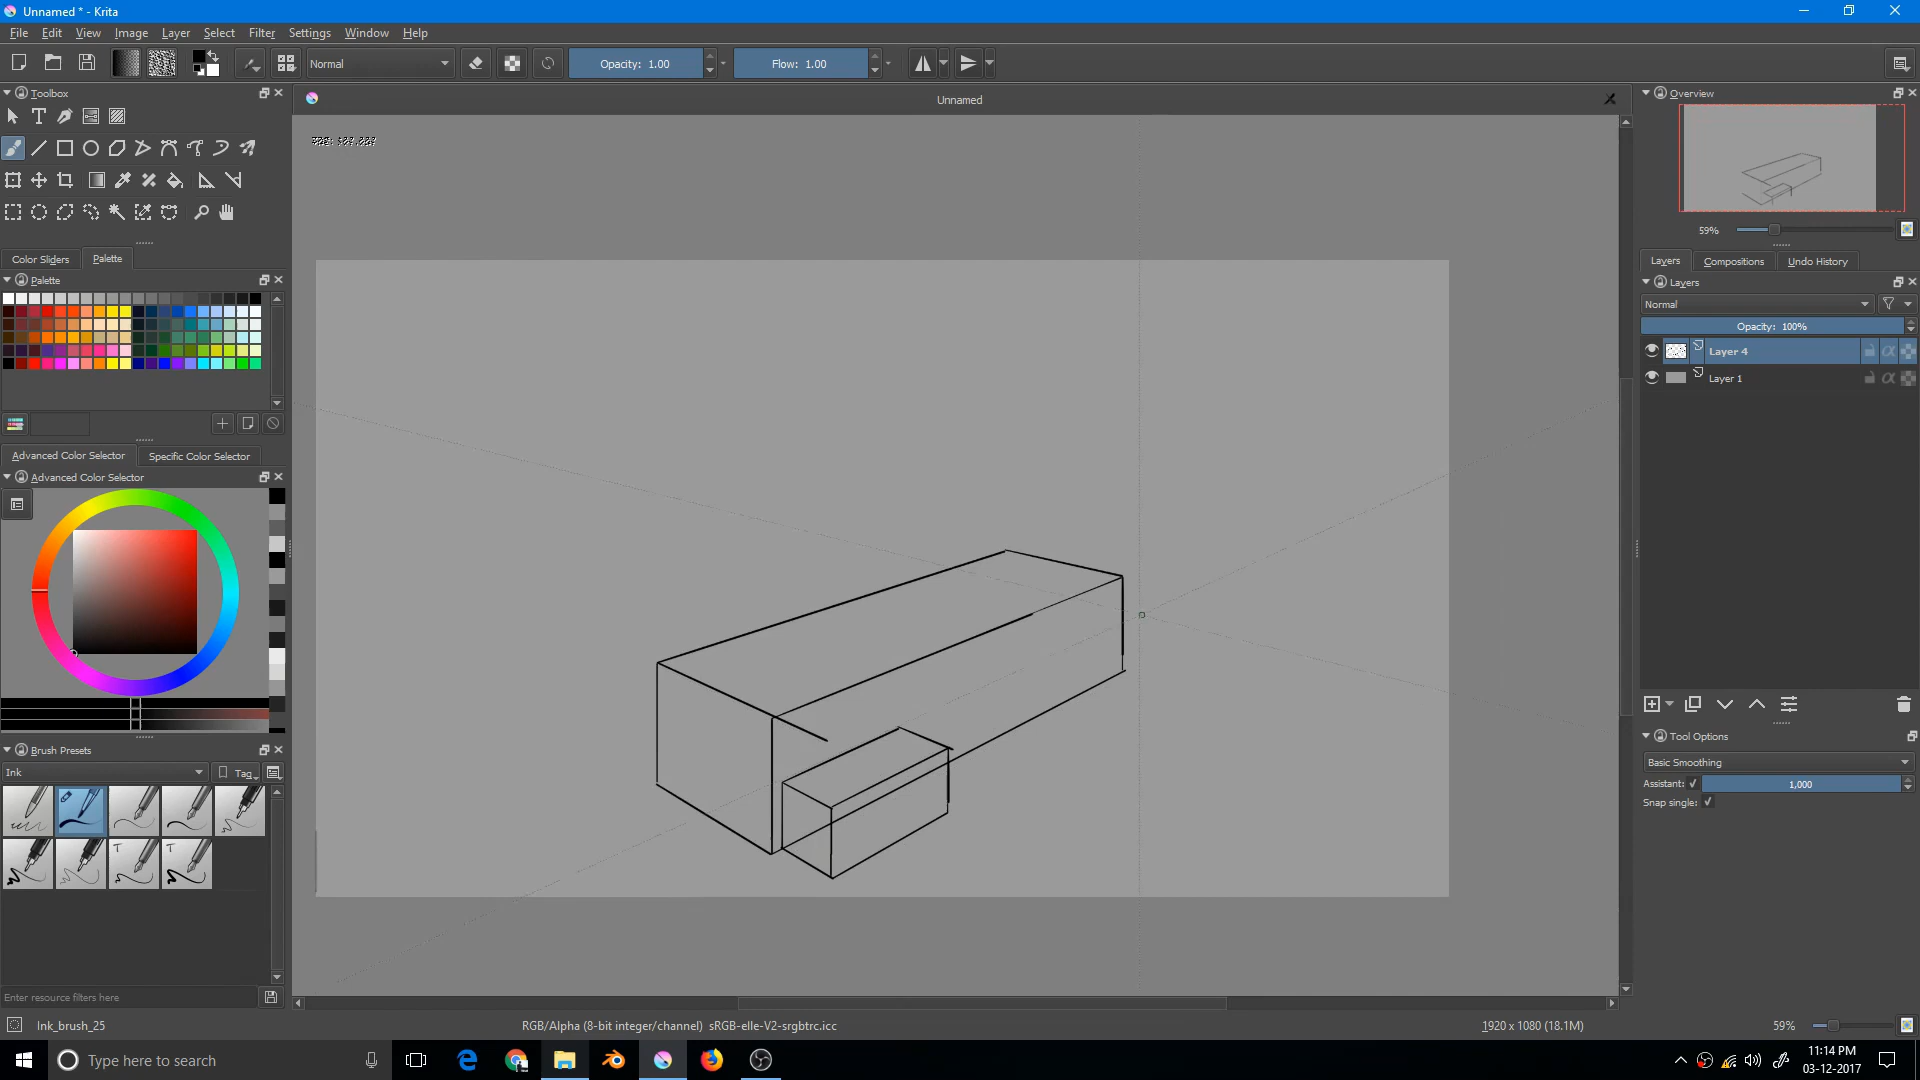 Unnamed * - Krita
File Edit View Image Layer Select Filter Settings Window Help
Normal Opacity: 1.00 Flow: 1.00
Toolbox
Unnamed
Overview
59%
Color Sliders Palette
Palette
Layers Compositions Undo History
Layers
Normal
Opacity: 100%
Layer 4
Layer 1
Advanced Color Selector Specific Color Selector
Advanced Color Selector
Brush Presets
Ink Tag
T T
Enter resource filters here
Tool Options
Basic Smoothing
Assistant: 1,000
Snap single:
Ink_brush_25 RGB/Alpha (8-bit integer/channel) sRGB-elle-V2-srgbtrc.icc 1920 x 1080 (18.1M) 59%
Type here to search
11:14 PM
03-12-2017